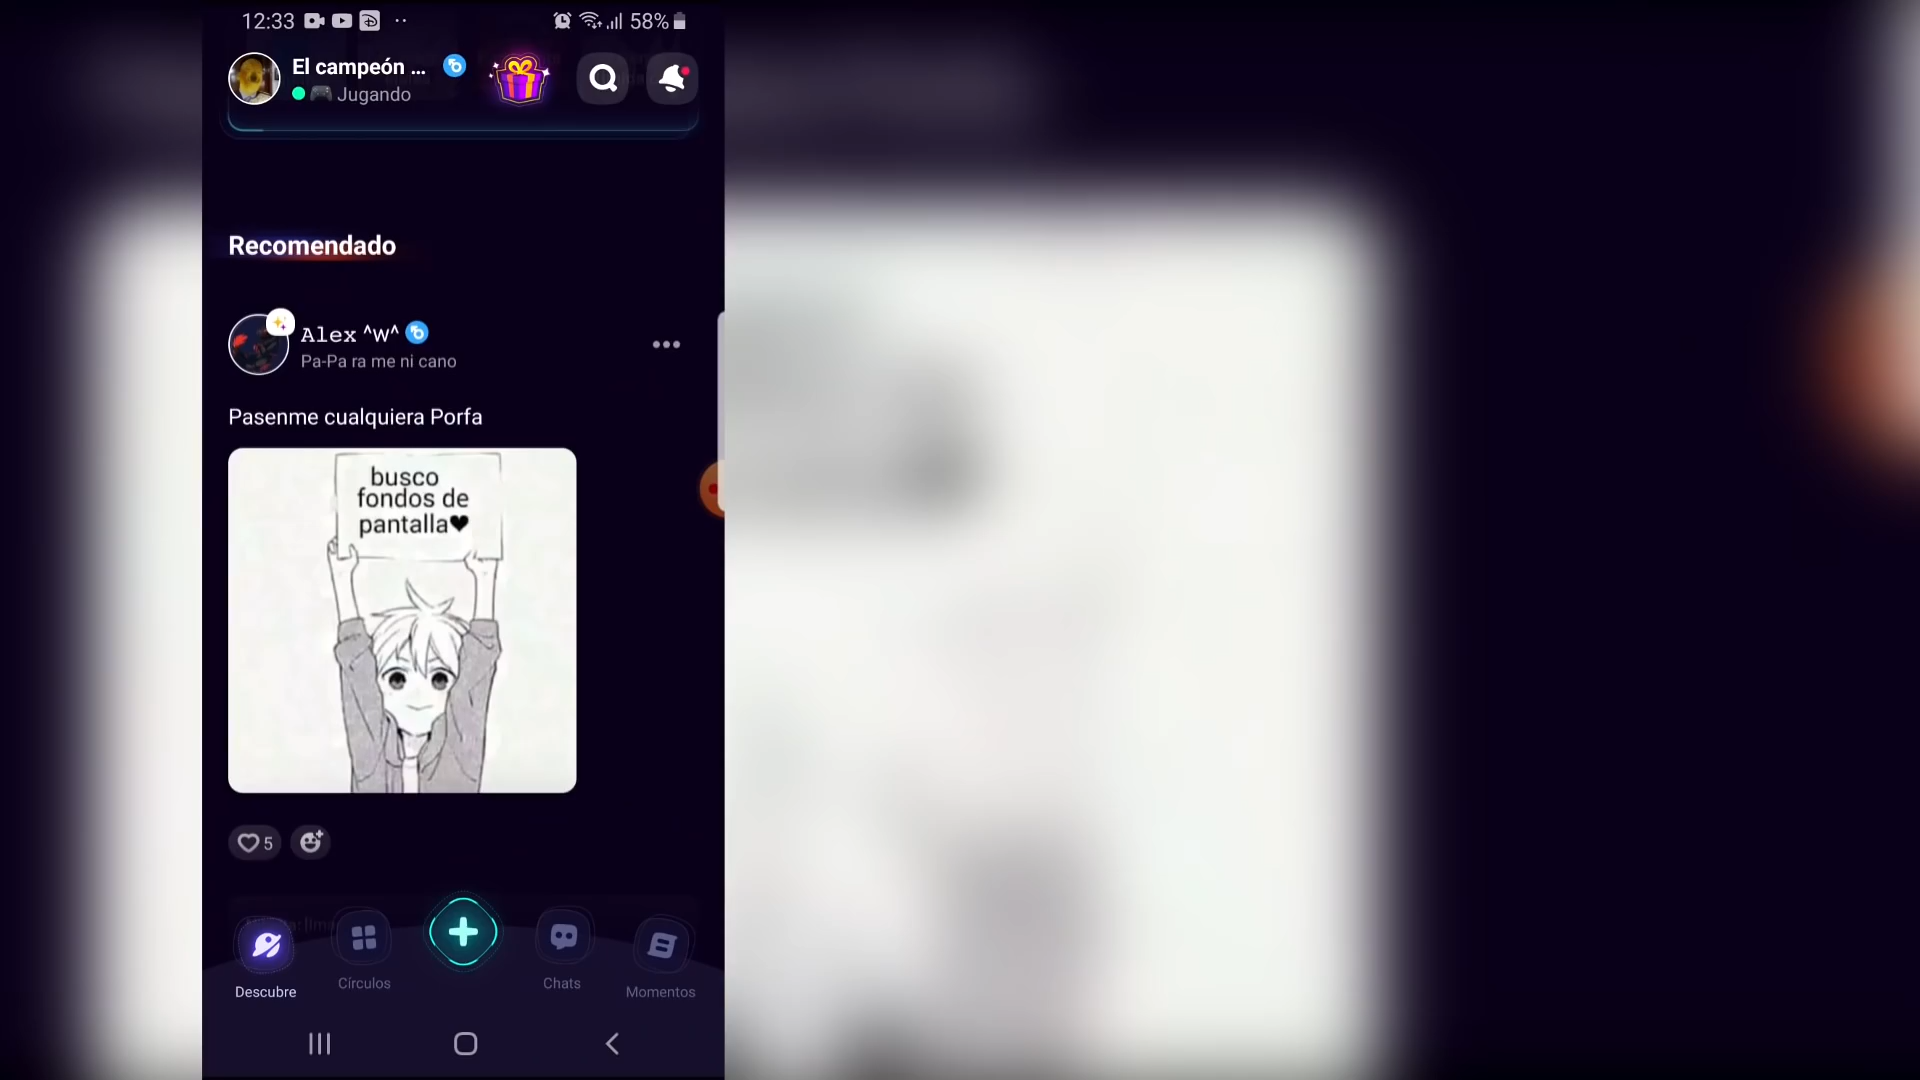 12:33
58%
El campeón ...
Jugando
Recomendado
Alex ^w^
Pa-Pa ra me ni cano
Pasenme cualquiera Porfa
busco
fondos de
pantalla♥
5
Descubre
Círculos
Chats
Momentos